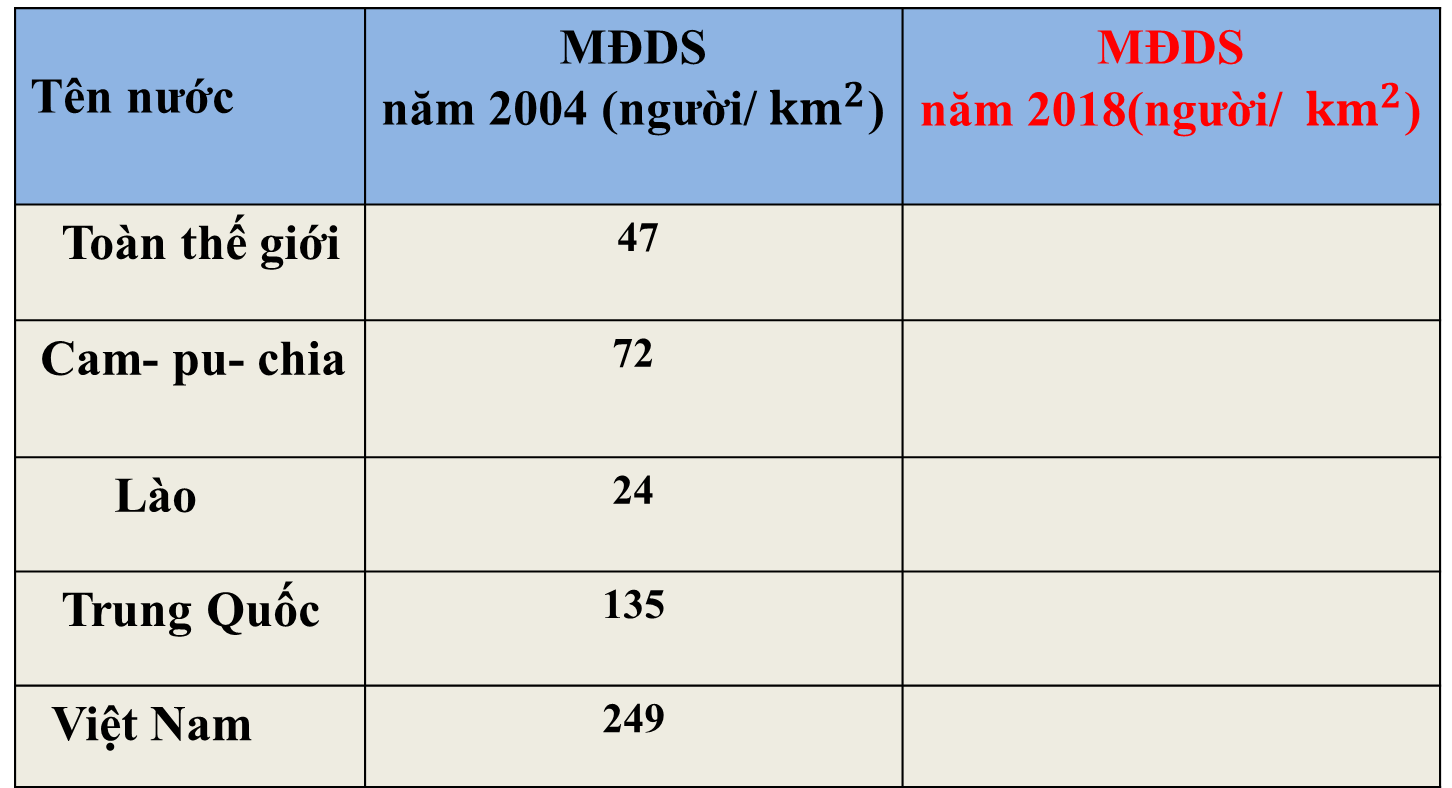 Tên nước
MĐDS
năm 2004 (người/ km²)
MĐDS
năm 2018(người/ km²)
Toàn thế giới
47
Cam- pu- chia
72
Lào
24
Trung Quốc
135
Việt Nam
249